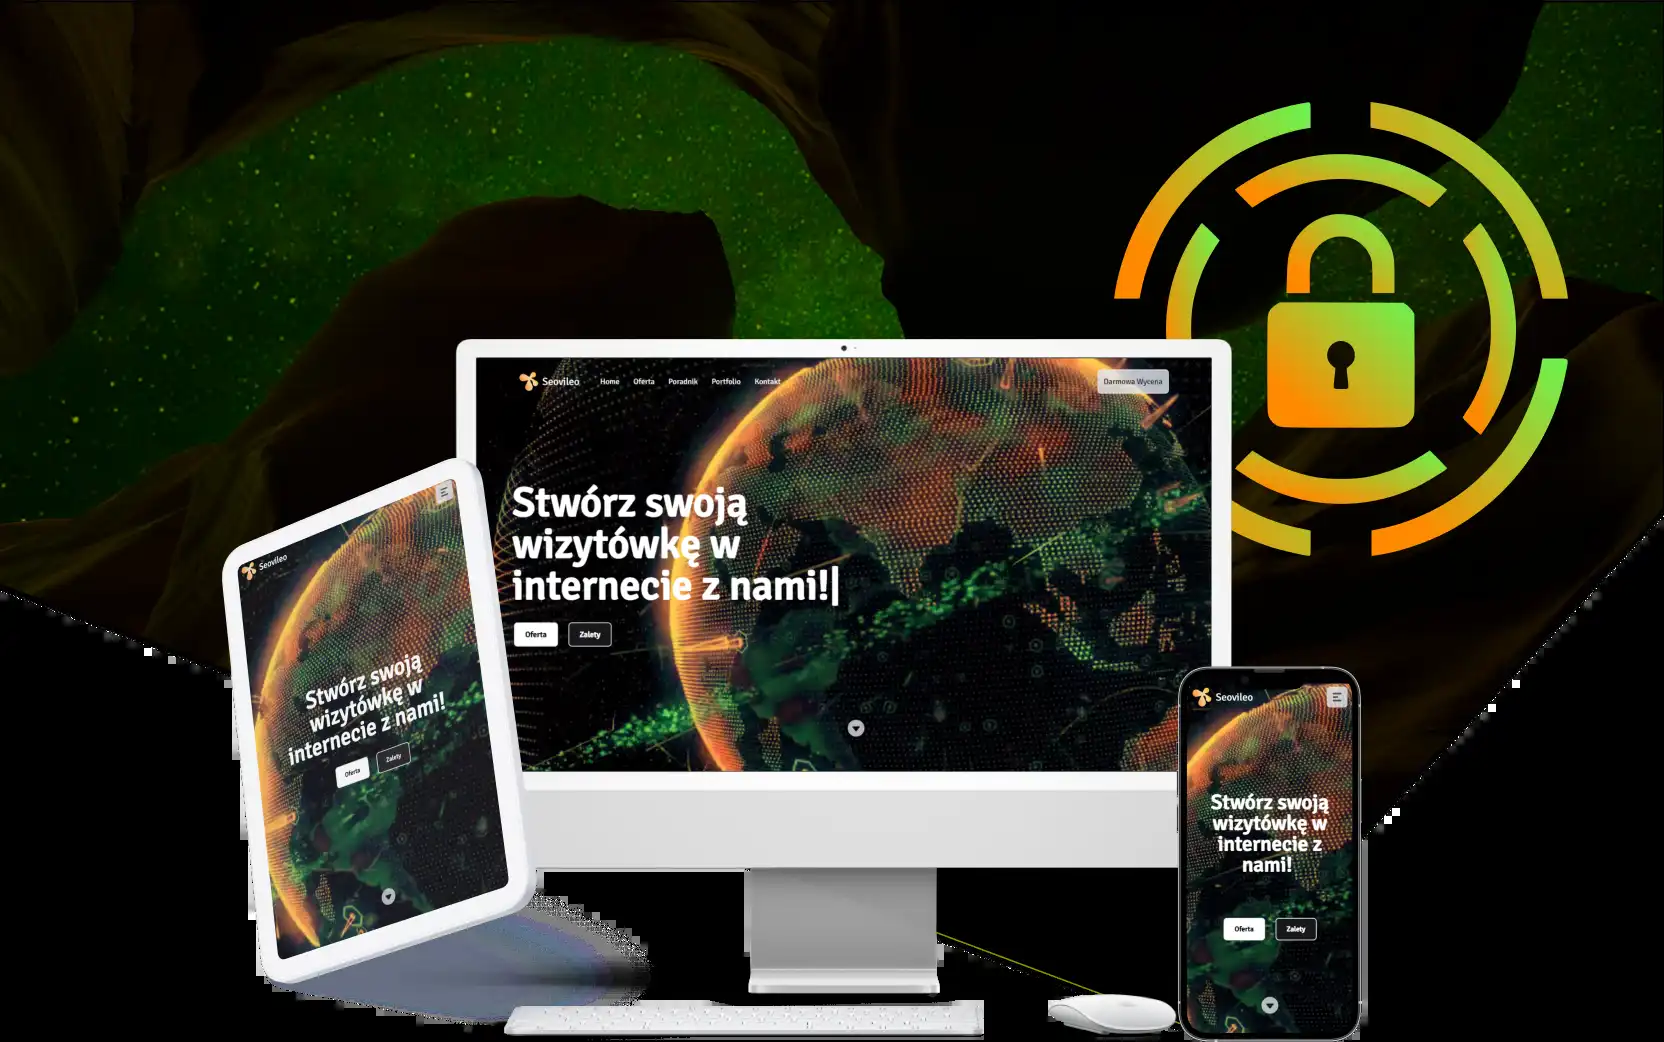 Seovileo Home Oferta Poradnik Portfolio Kontakt Darmowa Wycena
Stwórz swoją
wizytówkę w
internecie z nami!|
Oferta Zalety
Seovileo
Stwórz swoją
wizytówkę w
internecie z nami!
Oferta Zalety
Seovileo
Stwórz swoją
wizytówkę w
internecie z
nami!
Oferta Zalety